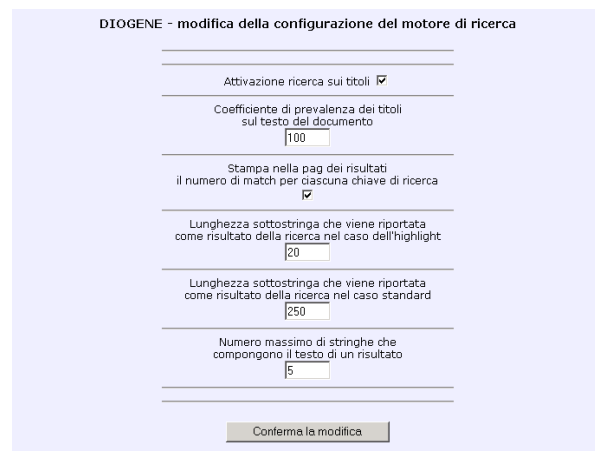 DIOGENE - modifica della configurazione del motore di ricerca
Attivazione ricerca sui titoli
Coefficiente di prevalenza dei titoli
sul testo del documento
100
Stampa nella pag dei risultati
il numero di match per ciascuna chiave di ricerca
Lunghezza sottostringa che viene riportata
come risultato della ricerca nel caso dell'highlight
20
Lunghezza sottostringa che viene riportata
come risultato della ricerca nel caso standard
250
Numero massimo di stringhe che
compongono il testo di un risultato
5
Conferma la modifica